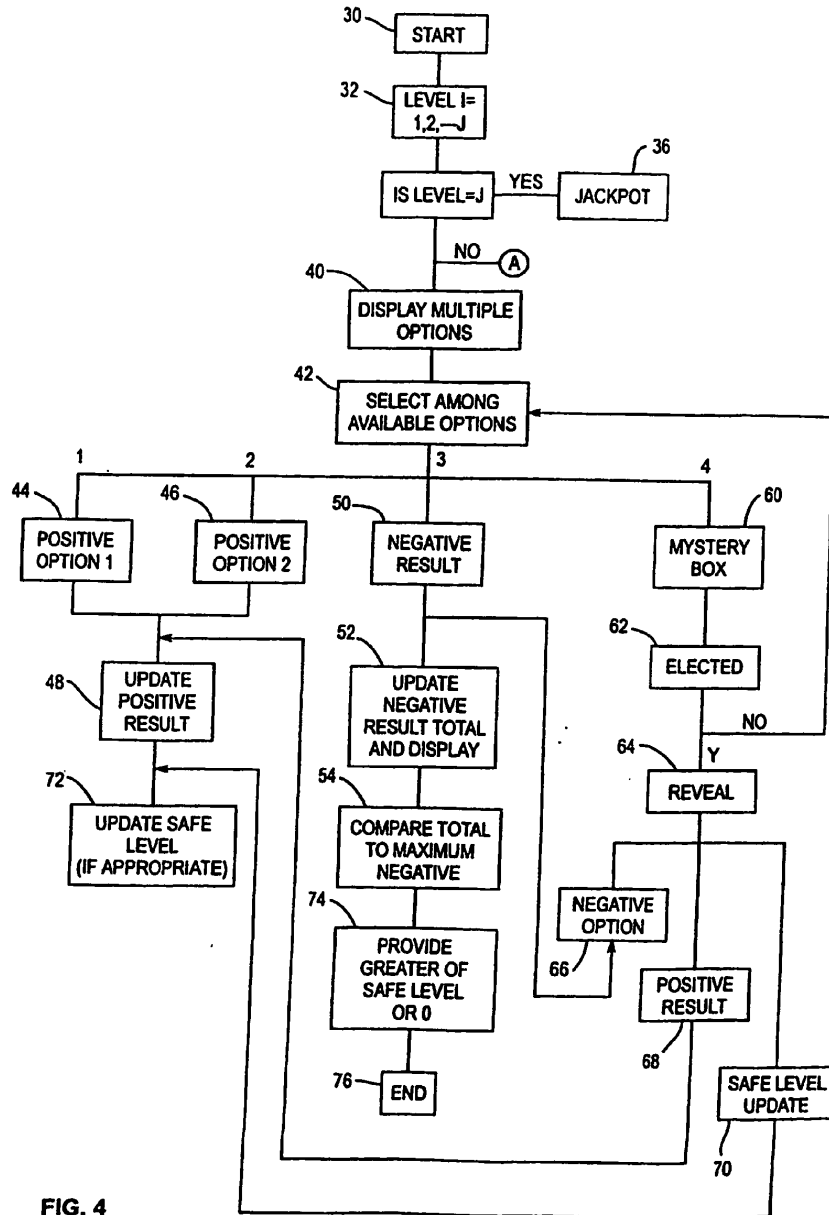 30
START
32
LEVEL I=
1,2,—J
36
IS LEVEL=J
YES
JACKPOT
NO
A
40
DISPLAY MULTIPLE
OPTIONS
42
SELECT AMONG
AVAILABLE OPTIONS
1
2
3
4
44
POSITIVE
OPTION 1
46
POSITIVE
OPTION 2
50
NEGATIVE
RESULT
60
MYSTERY
BOX
62
ELECTED
NO
48
UPDATE
POSITIVE
RESULT
52
UPDATE
NEGATIVE
RESULT TOTAL
AND DISPLAY
64
Y
REVEAL
72
UPDATE SAFE
LEVEL
(IF APPROPRIATE)
54
COMPARE TOTAL
TO MAXIMUM
NEGATIVE
74
PROVIDE
GREATER OF
SAFE LEVEL
OR 0
NEGATIVE
OPTION
66
POSITIVE
RESULT
68
76
END
SAFE LEVEL
UPDATE
70
FIG. 4